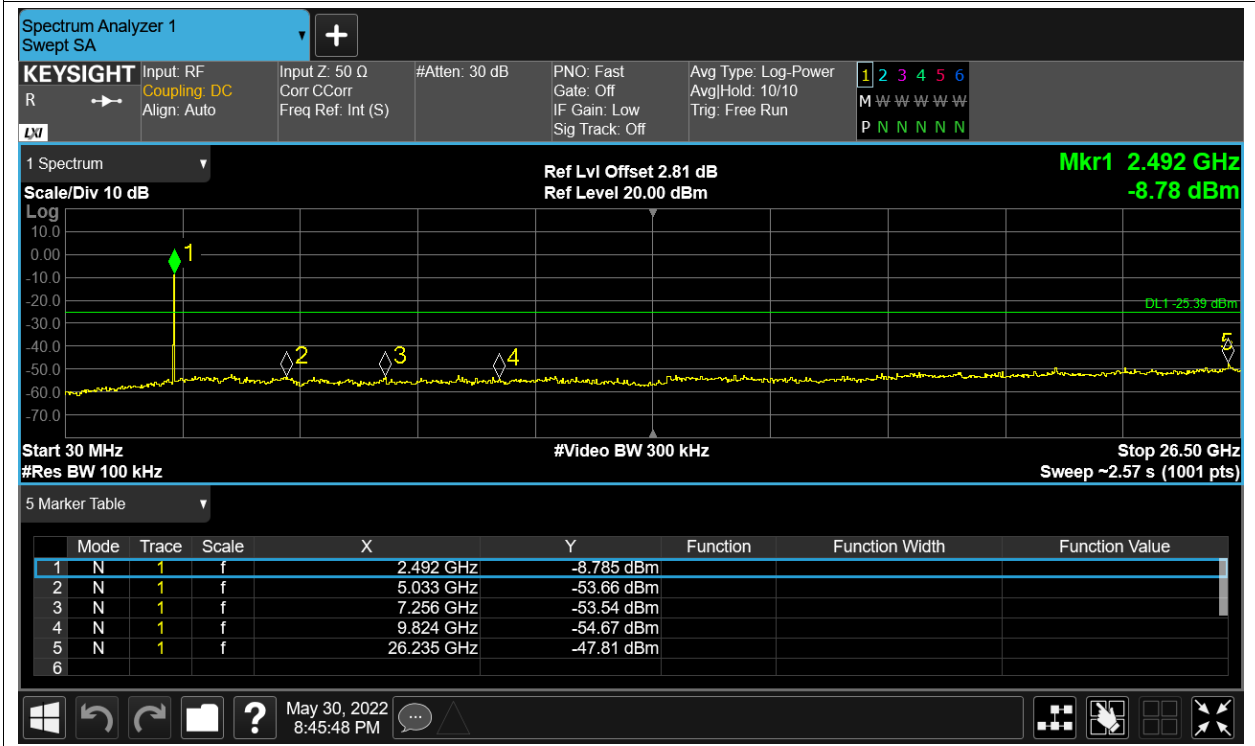 Spectrum Analyzer 1
Swept SA
+
KEYSIGHT
R
LXI
Input: RF
Coupling: DC
Align: Auto
Input Z: 50 Ω
Corr CCorr
Freq Ref: Int (S)
#Atten: 30 dB
PNO: Fast
Gate: Off
IF Gain: Low
Sig Track: Off
Avg Type: Log-Power
Avg|Hold: 10/10
Trig: Free Run
1 2 3 4 5 6
M W W W W W
P N N N N N
1 Spectrum
Scale/Div 10 dB
Ref Lvl Offset 2.81 dB
Ref Level 20.00 dBm
Mkr1 2.492 GHz
-8.78 dBm
Log
10.0
0.00
-10.0
-20.0
-30.0
-40.0
-50.0
-60.0
-70.0
1
2
3
4
5
DL1 -25.39 dBm
Start 30 MHz
#Res BW 100 kHz
#Video BW 300 kHz
Stop 26.50 GHz
Sweep ~2.57 s (1001 pts)
5 Marker Table
Mode Trace Scale X Y Function Function Width Function Value
1 N 1 f 2.492 GHz -8.785 dBm
2 N 1 f 5.033 GHz -53.66 dBm
3 N 1 f 7.256 GHz -53.54 dBm
4 N 1 f 9.824 GHz -54.67 dBm
5 N 1 f 26.235 GHz -47.81 dBm
6
?
May 30, 2022
8:45:48 PM